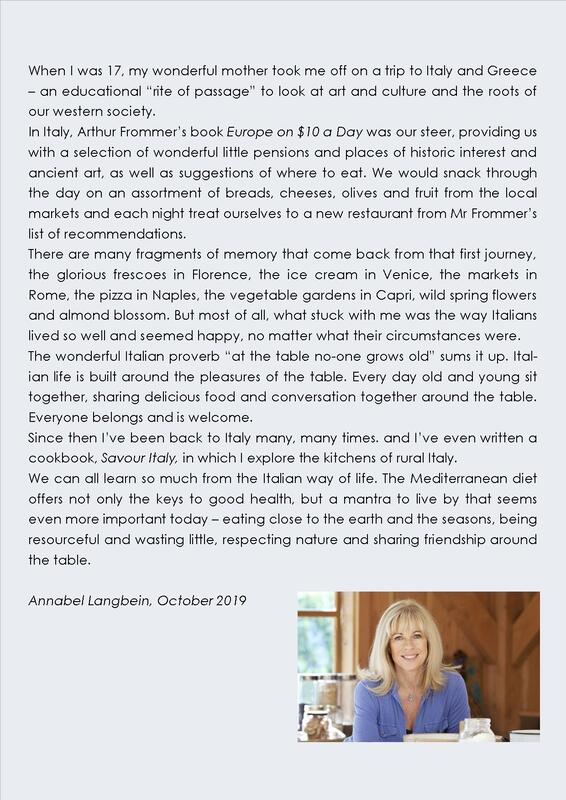 When I was 17, my wonderful mother took me off on a trip to Italy and Greece
– an educational “rite of passage” to look at art and culture and the roots of
our western society.
In Italy, Arthur Frommer’s book Europe on $10 a Day was our steer, providing us
with a selection of wonderful little pensions and places of historic interest and
ancient art, as well as suggestions of where to eat. We would snack through
the day on an assortment of breads, cheeses, olives and fruit from the local
markets and each night treat ourselves to a new restaurant from Mr Frommer’s
list of recommendations.
There are many fragments of memory that come back from that first journey,
the glorious frescoes in Florence, the ice cream in Venice, the markets in
Rome, the pizza in Naples, the vegetable gardens in Capri, wild spring flowers
and almond blossom. But most of all, what stuck with me was the way Italians
lived so well and seemed happy, no matter what their circumstances were.
The wonderful Italian proverb “at the table no-one grows old” sums it up. Ital-
ian life is built around the pleasures of the table. Every day old and young sit
together, sharing delicious food and conversation together around the table.
Everyone belongs and is welcome.
Since then I’ve been back to Italy many, many times. and I’ve even written a
cookbook, Savour Italy, in which I explore the kitchens of rural Italy.
We can all learn so much from the Italian way of life. The Mediterranean diet
offers not only the keys to good health, but a mantra to live by that seems
even more important today – eating close to the earth and the seasons, being
resourceful and wasting little, respecting nature and sharing friendship around
the table.
Annabel Langbein, October 2019